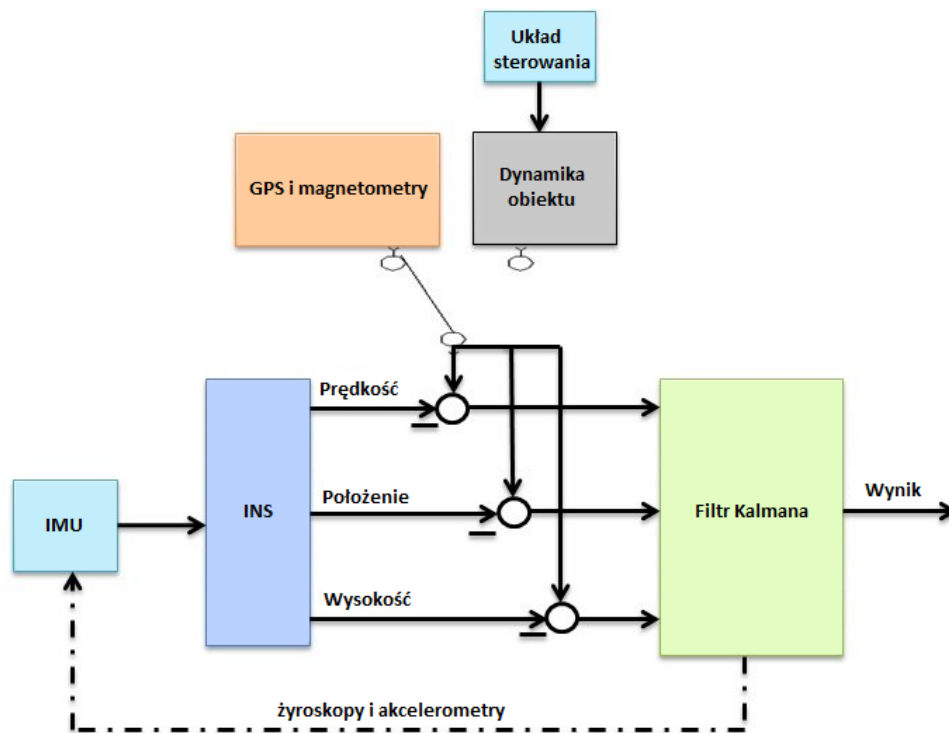 Układ
sterowania
GPS i magnetometry
Dynamika
obiektu
Prędkość
Położenie
Wynik
IMU
INS
Filtr Kalmana
Wysokość
żyroskopy i akcelerometry